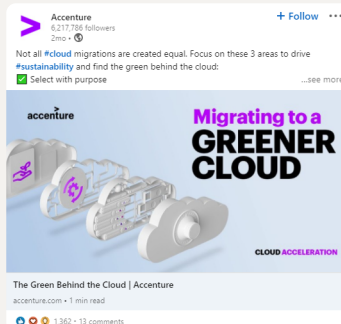 Accenture
+ Follow
6,217,786 followers
2mo •
Not all #cloud migrations are created equal. Focus on these 3 areas to drive
#sustainability and find the green behind the cloud:
✅ Select with purpose
...see more
accenture
Migrating to a
GREENER
CLOUD
CLOUD ACCELERATION
The Green Behind the Cloud | Accenture
accenture.com • 1 min read
1,362 • 13 comments